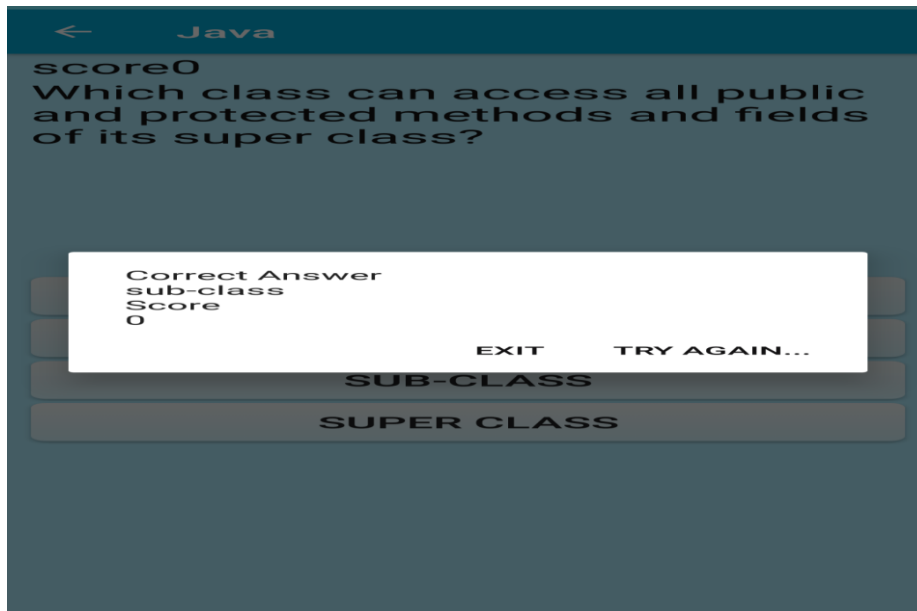 Java
score0
Which class can access all public
and protected methods and fields
of its super class?
Correct Answer
sub-class
Score
0
EXIT TRY AGAIN...
SUB-CLASS
SUPER CLASS